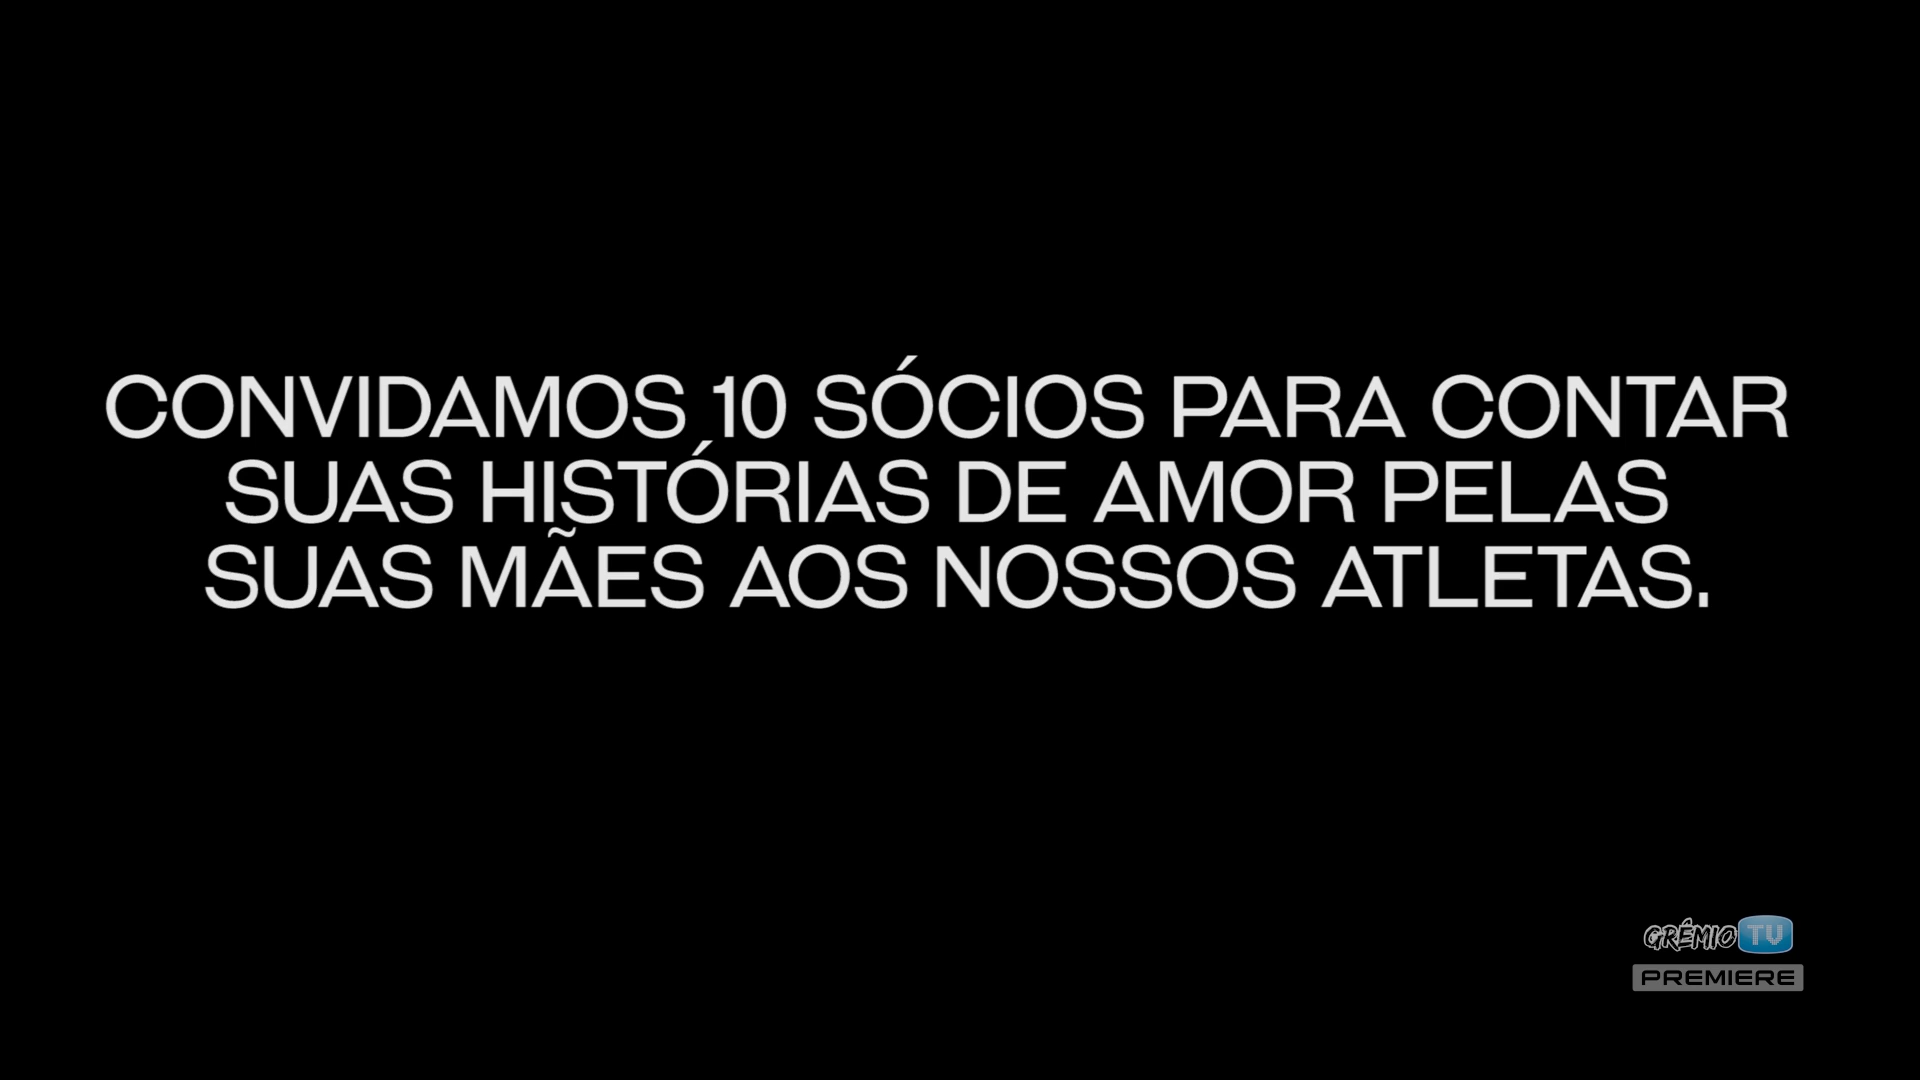 CONVIDAMOS 10 SÓCIOS PARA CONTAR
SUAS HISTÓRIAS DE AMOR PELAS
SUAS MÃES AOS NOSSOS ATLETAS.
GRÊMIO TV
PREMIERE